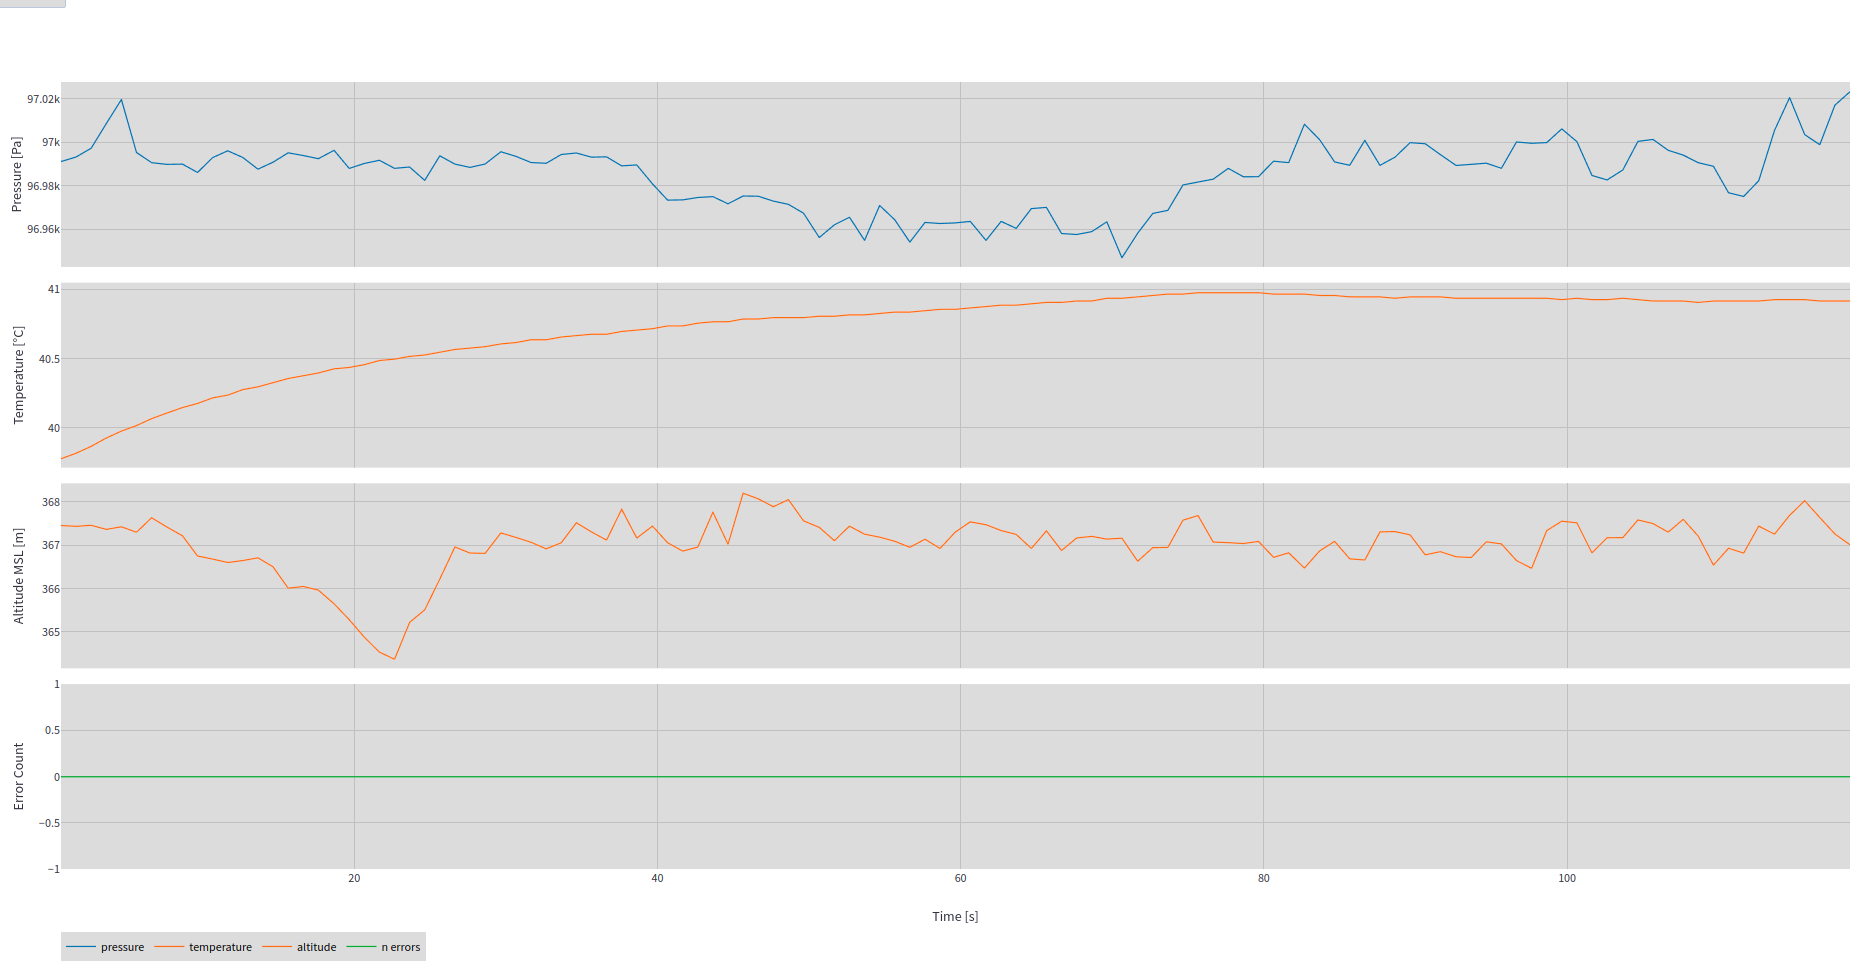 Pressure [Pa]
97.02k
97k
96.98k
96.96k
Temperature [°C]
41
40.5
40
Altitude MSL [m]
368
367
366
365
Error Count
1
0.5
0
−0.5
−1
20 40 60 80 100
Time [s]
pressure temperature altitude n errors